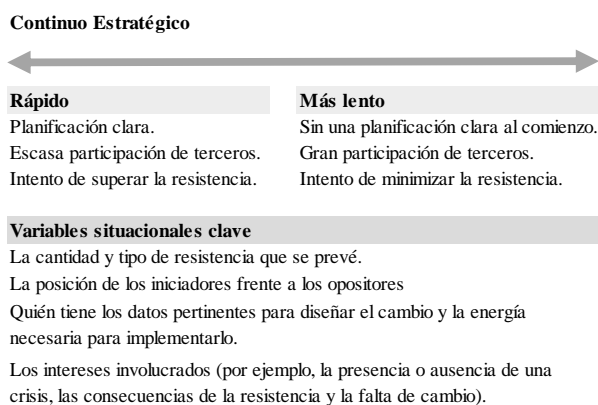 Continuo Estratégico
Rápido
Planificación clara.
Escasa participación de terceros.
Intento de superar la resistencia.
Más lento
Sin una planificación clara al comienzo.
Gran participación de terceros.
Intento de minimizar la resistencia.
Variables situacionales clave
La cantidad y tipo de resistencia que se prevé.
La posición de los iniciadores frente a los opositores
Quién tiene los datos pertinentes para diseñar el cambio y la energía
necesaria para implementarlo.
Los intereses involucrados (por ejemplo, la presencia o ausencia de una
crisis, las consecuencias de la resistencia y la falta de cambio).